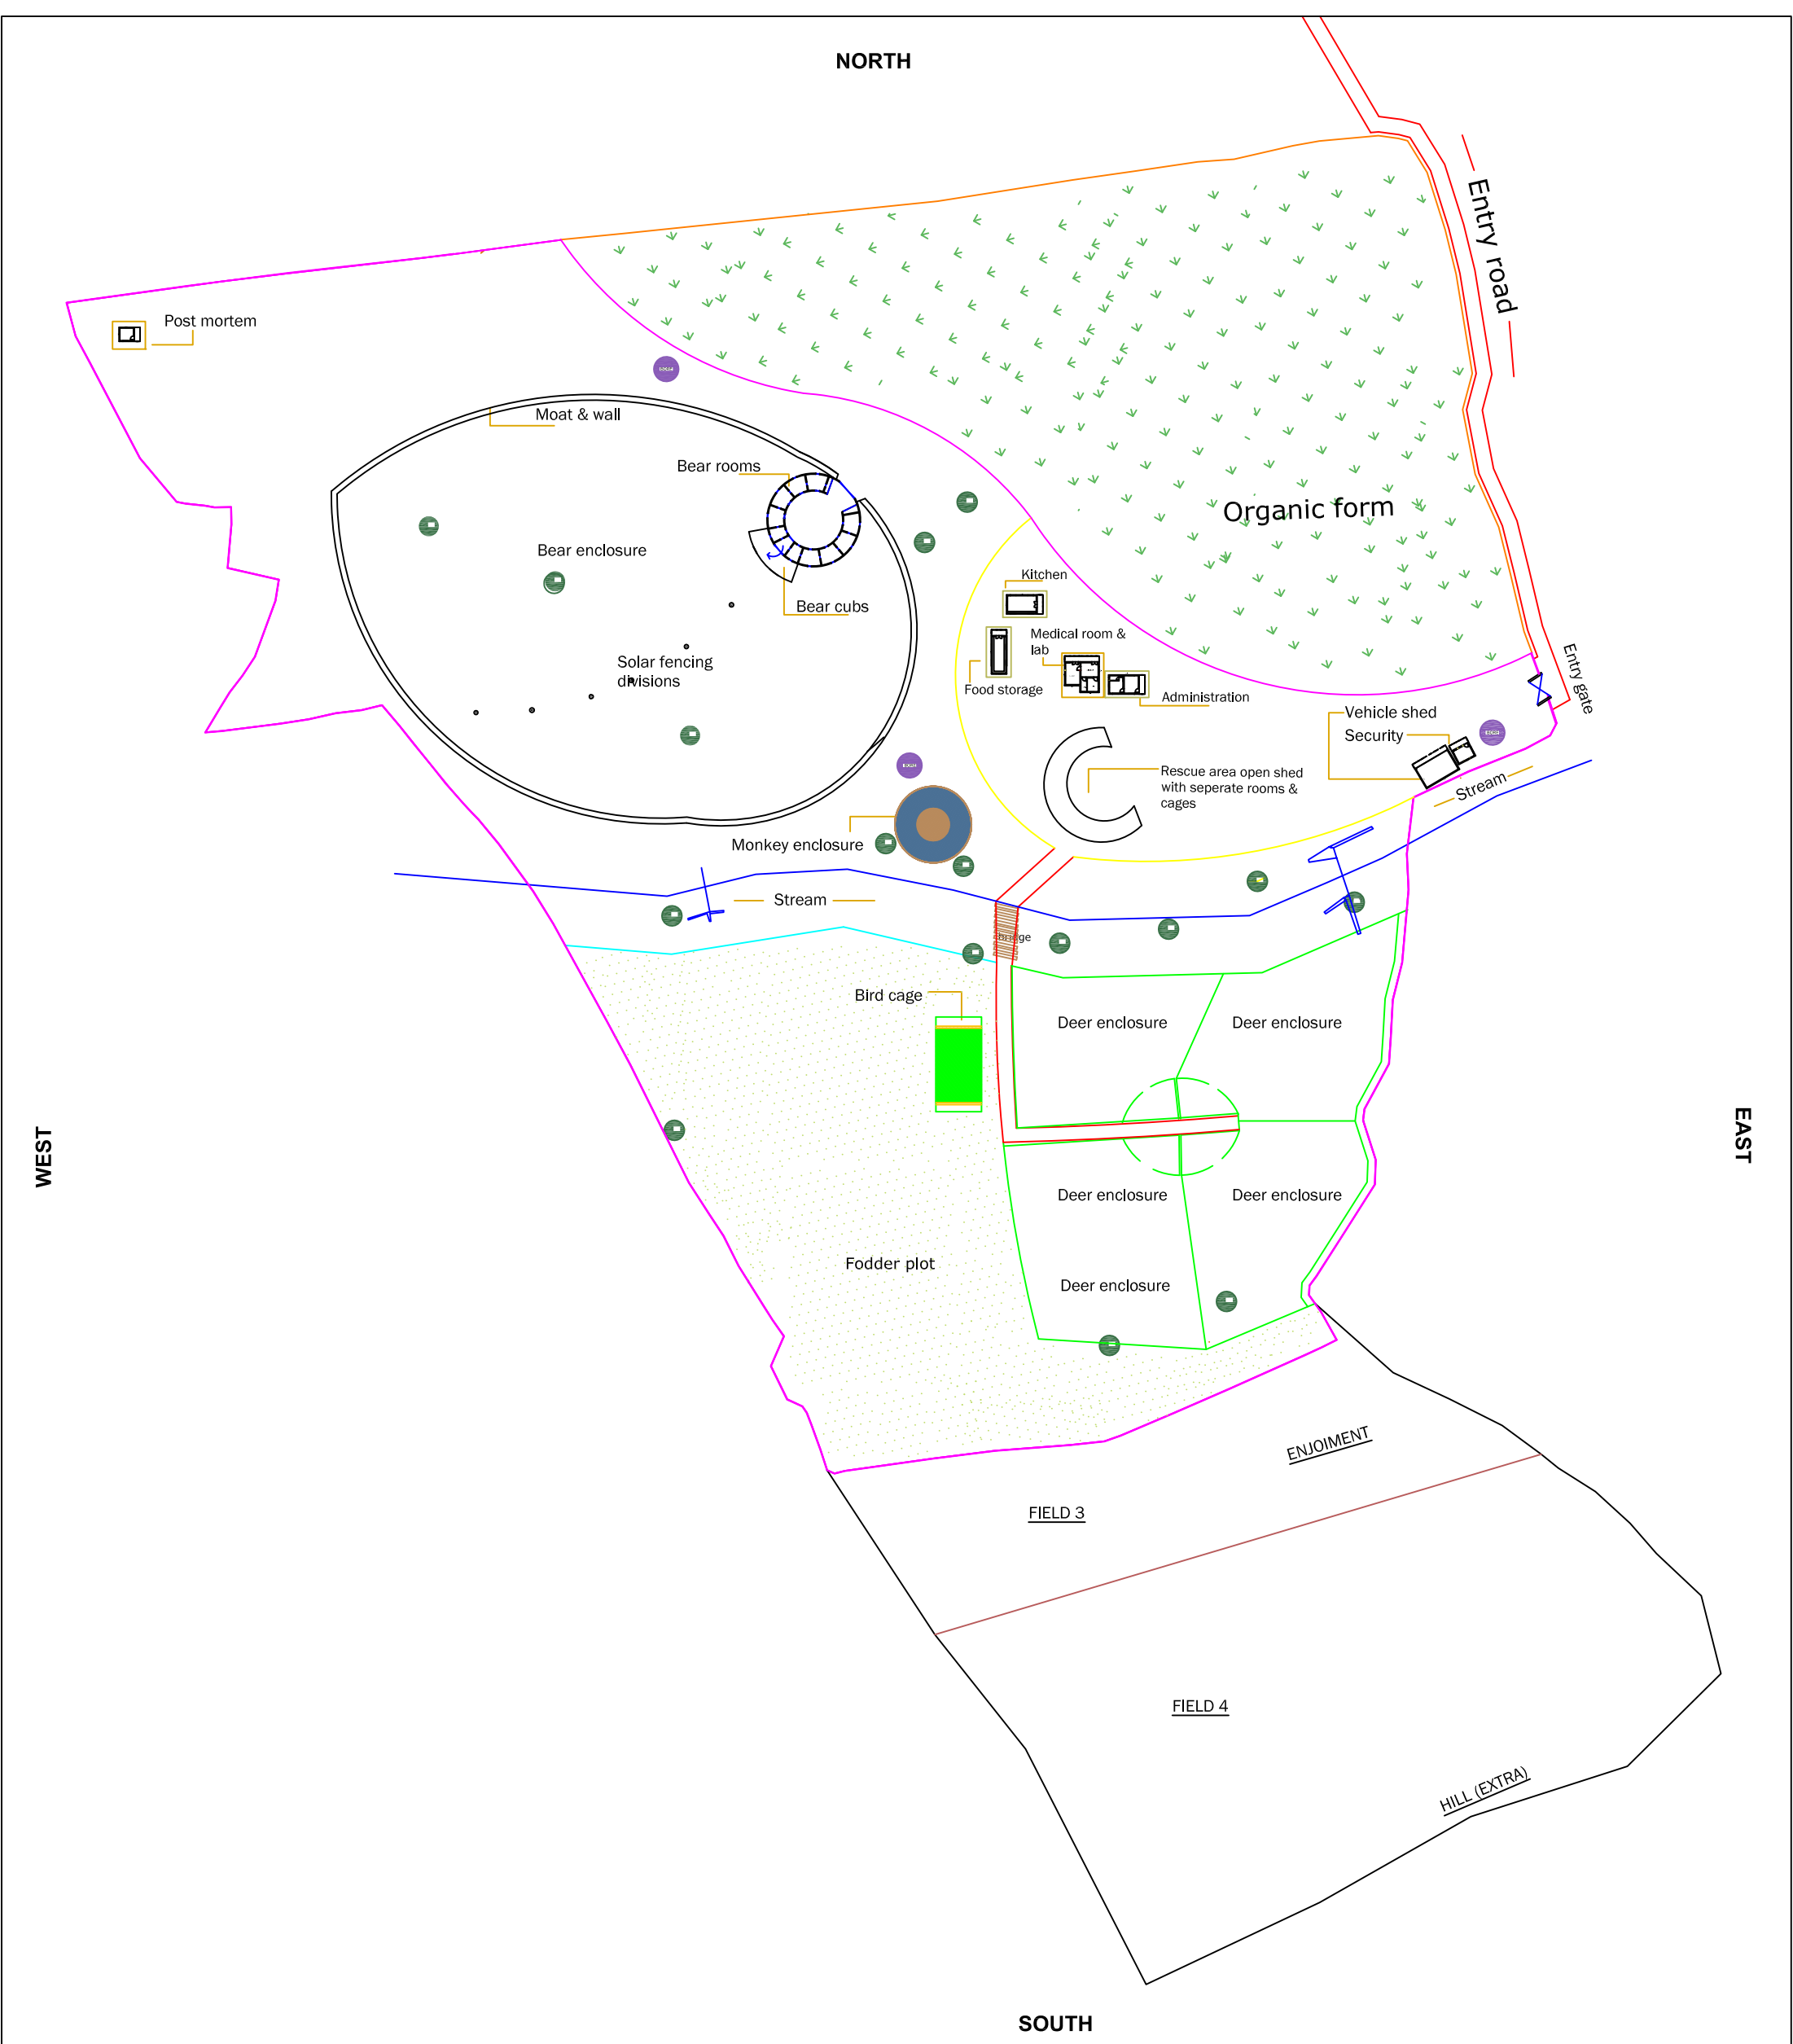 NORTH
Entry road
Post mortem
Moat & wall
Bear rooms
Organic form
Bear enclosure
Kitchen
Bear cubs
Medical room &
lab
Solar fencing
divisions
Food storage
Administration
Entry gate
Vehicle shed
Security
Rescue area open shed
with seperate rooms &
cages
Stream
Monkey enclosure
Stream
bridge
Bird cage
Deer enclosure
Deer enclosure
WEST
EAST
Deer enclosure
Deer enclosure
Fodder plot
Deer enclosure
ENJOIMENT
FIELD 3
FIELD 4
HILL (EXTRA)
SOUTH